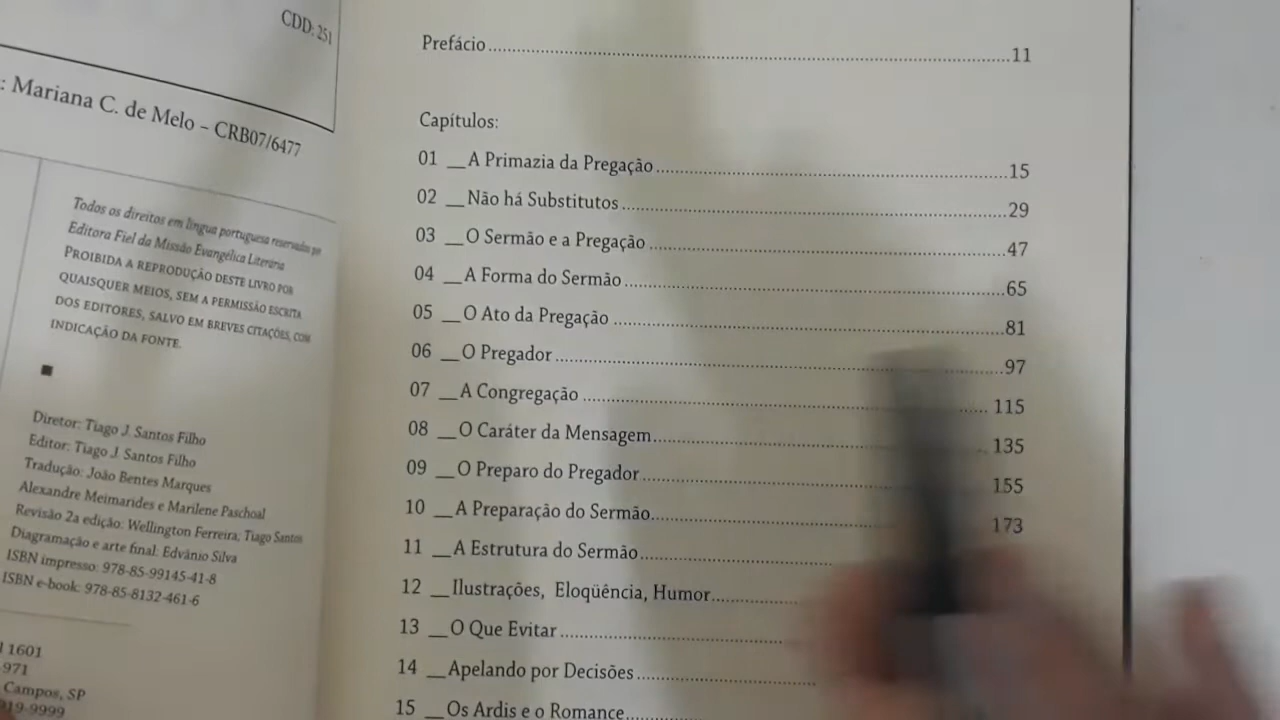 CDD: 251
: Mariana C. de Melo – CRB07/6477
Todos os direitos em língua portuguesa reservados por
Editora Fiel da Missão Evangélica Literária
PROIBIDA A REPRODUÇÃO DESTE LIVRO POR
QUAISQUER MEIOS, SEM A PERMISSÃO ESCRITA
DOS EDITORES, SALVO EM BREVES CITAÇÕES, COM
INDICAÇÃO DA FONTE.
Diretor: Tiago J. Santos Filho
Editor: Tiago J. Santos Filho
Tradução: João Bentes Marques
Alexandre Meimarides e Marilene Paschoal
Revisão 2a edição: Wellington Ferreira; Tiago Santos
Diagramação e arte final: Edvânio Silva
ISBN impresso: 978-85-99145-41-8
ISBN e-book: 978-85-8132-461-6
1601
971
Campos, SP
919-9999
Prefácio 11
Capítulos:
01 __A Primazia da Pregação 15
02 __Não há Substitutos 29
03 __O Sermão e a Pregação 47
04 __A Forma do Sermão 65
05 __O Ato da Pregação 81
06 __O Pregador 97
07 __A Congregação 115
08 __O Caráter da Mensagem 135
09 __O Preparo do Pregador 155
10 __A Preparação do Sermão 173
11 __A Estrutura do Sermão
12 __Ilustrações, Eloqüência, Humor
13 __O Que Evitar
14 __Apelando por Decisões
15 __Os Ardis e o Romance